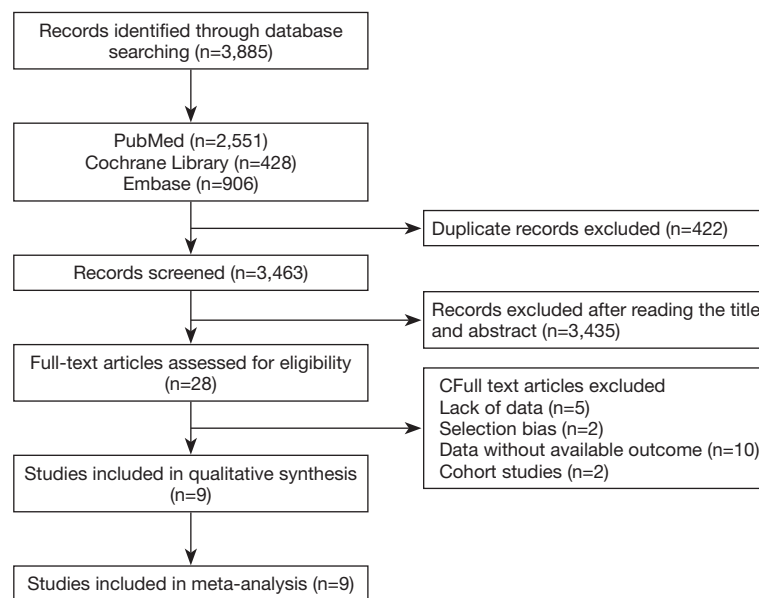 Records identified through database
searching (n=3,885)
PubMed (n=2,551)
Cochrane Library (n=428)
Embase (n=906)
Duplicate records excluded (n=422)
Records screened (n=3,463)
Records excluded after reading the title
and abstract (n=3,435)
Full-text articles assessed for eligibility
(n=28)
CFull text articles excluded
Lack of data (n=5)
Selection bias (n=2)
Data without available outcome (n=10)
Cohort studies (n=2)
Studies included in qualitative synthesis
(n=9)
Studies included in meta-analysis (n=9)